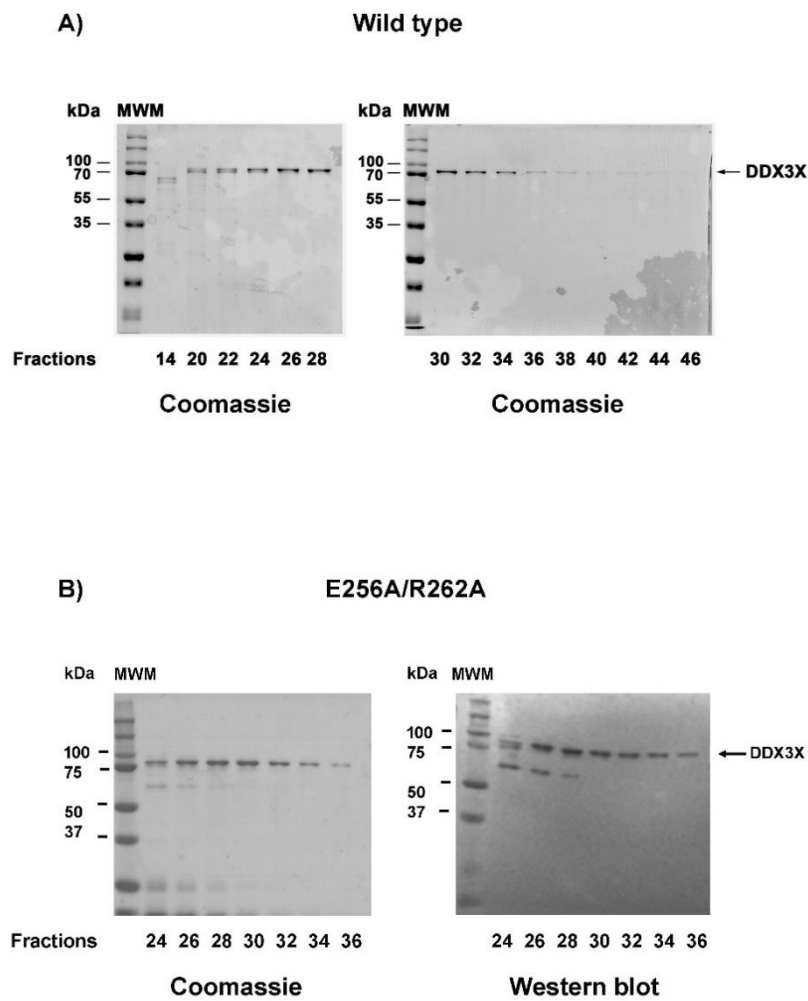 A) Wild type
kDa MWM kDa MWM
100 100
70 70
55 55
35 35
DDX3X
Fractions 14 20 22 24 26 28 30 32 34 36 38 40 42 44 46
Coomassie Coomassie
B) E256A/R262A
kDa MWM kDa MWM
100 100
75 75
50 50
37 37
DDX3X
Fractions 24 26 28 30 32 34 36 24 26 28 30 32 34 36
Coomassie Western blot